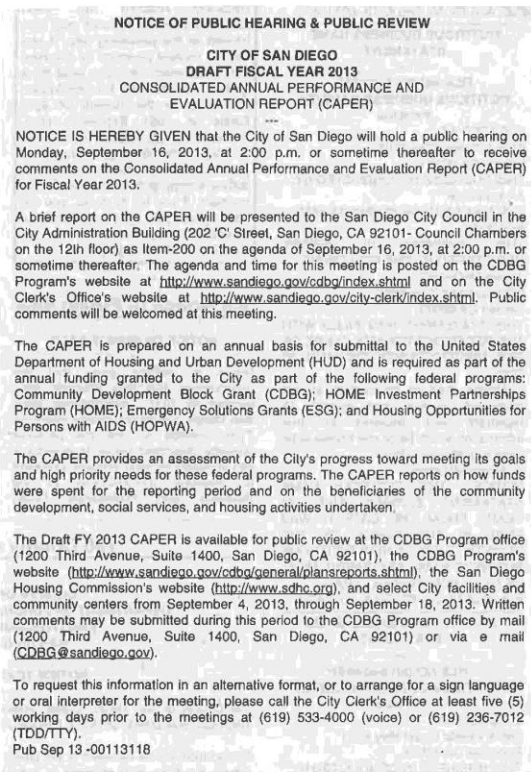 NOTICE OF PUBLIC HEARING & PUBLIC REVIEW
CITY OF SAN DIEGO
DRAFT FISCAL YEAR 2013
CONSOLIDATED ANNUAL PERFORMANCE AND
EVALUATION REPORT (CAPER)
---
NOTICE IS HEREBY GIVEN that the City of San Diego will hold a public hearing on
Monday, September 16, 2013, at 2:00 p.m. or sometime thereafter to receive
comments on the Consolidated Annual Performance and Evaluation Report (CAPER)
for Fiscal Year 2013.
A brief report on the CAPER will be presented to the San Diego City Council in the
City Administration Building (202 'C' Street, San Diego, CA 92101- Council Chambers
on the 12th floor) as Item-200 on the agenda of September 16, 2013, at 2:00 p.m. or
sometime thereafter. The agenda and time for this meeting is posted on the CDBG
Program's website at http://www.sandiego.gov/cdbg/index.shtml and on the City
Clerk's Office's website at http://www.sandiego.gov/city-clerk/index.shtml. Public
comments will be welcomed at this meeting.
The CAPER is prepared on an annual basis for submittal to the United States
Department of Housing and Urban Development (HUD) and is required as part of the
annual funding granted to the City as part of the following federal programs:
Community Development Block Grant (CDBG); HOME Investment Partnerships
Program (HOME); Emergency Solutions Grants (ESG); and Housing Opportunities for
Persons with AIDS (HOPWA).
The CAPER provides an assessment of the City's progress toward meeting its goals
and high priority needs for these federal programs. The CAPER reports on how funds
were spent for the reporting period and on the beneficiaries of the community
development, social services, and housing activities undertaken.
The Draft FY 2013 CAPER is available for public review at the CDBG Program office
(1200 Third Avenue, Suite 1400, San Diego, CA 92101), the CDBG Program's
website (http://www.sandiego.gov/cdbg/general/plansreports.shtml), the San Diego
Housing Commission's website (http://www.sdhc.org), and select City facilities and
community centers from September 4, 2013, through September 18, 2013. Written
comments may be submitted during this period to the CDBG Program office by mail
(1200 Third Avenue, Suite 1400, San Diego, CA 92101) or via e mail
(CDBG@sandiego.gov).
To request this information in an alternative format, or to arrange for a sign language
or oral interpreter for the meeting, please call the City Clerk's Office at least five (5)
working days prior to the meetings at (619) 533-4000 (voice) or (619) 236-7012
(TDD/TTY).
Pub Sep 13 -00113118